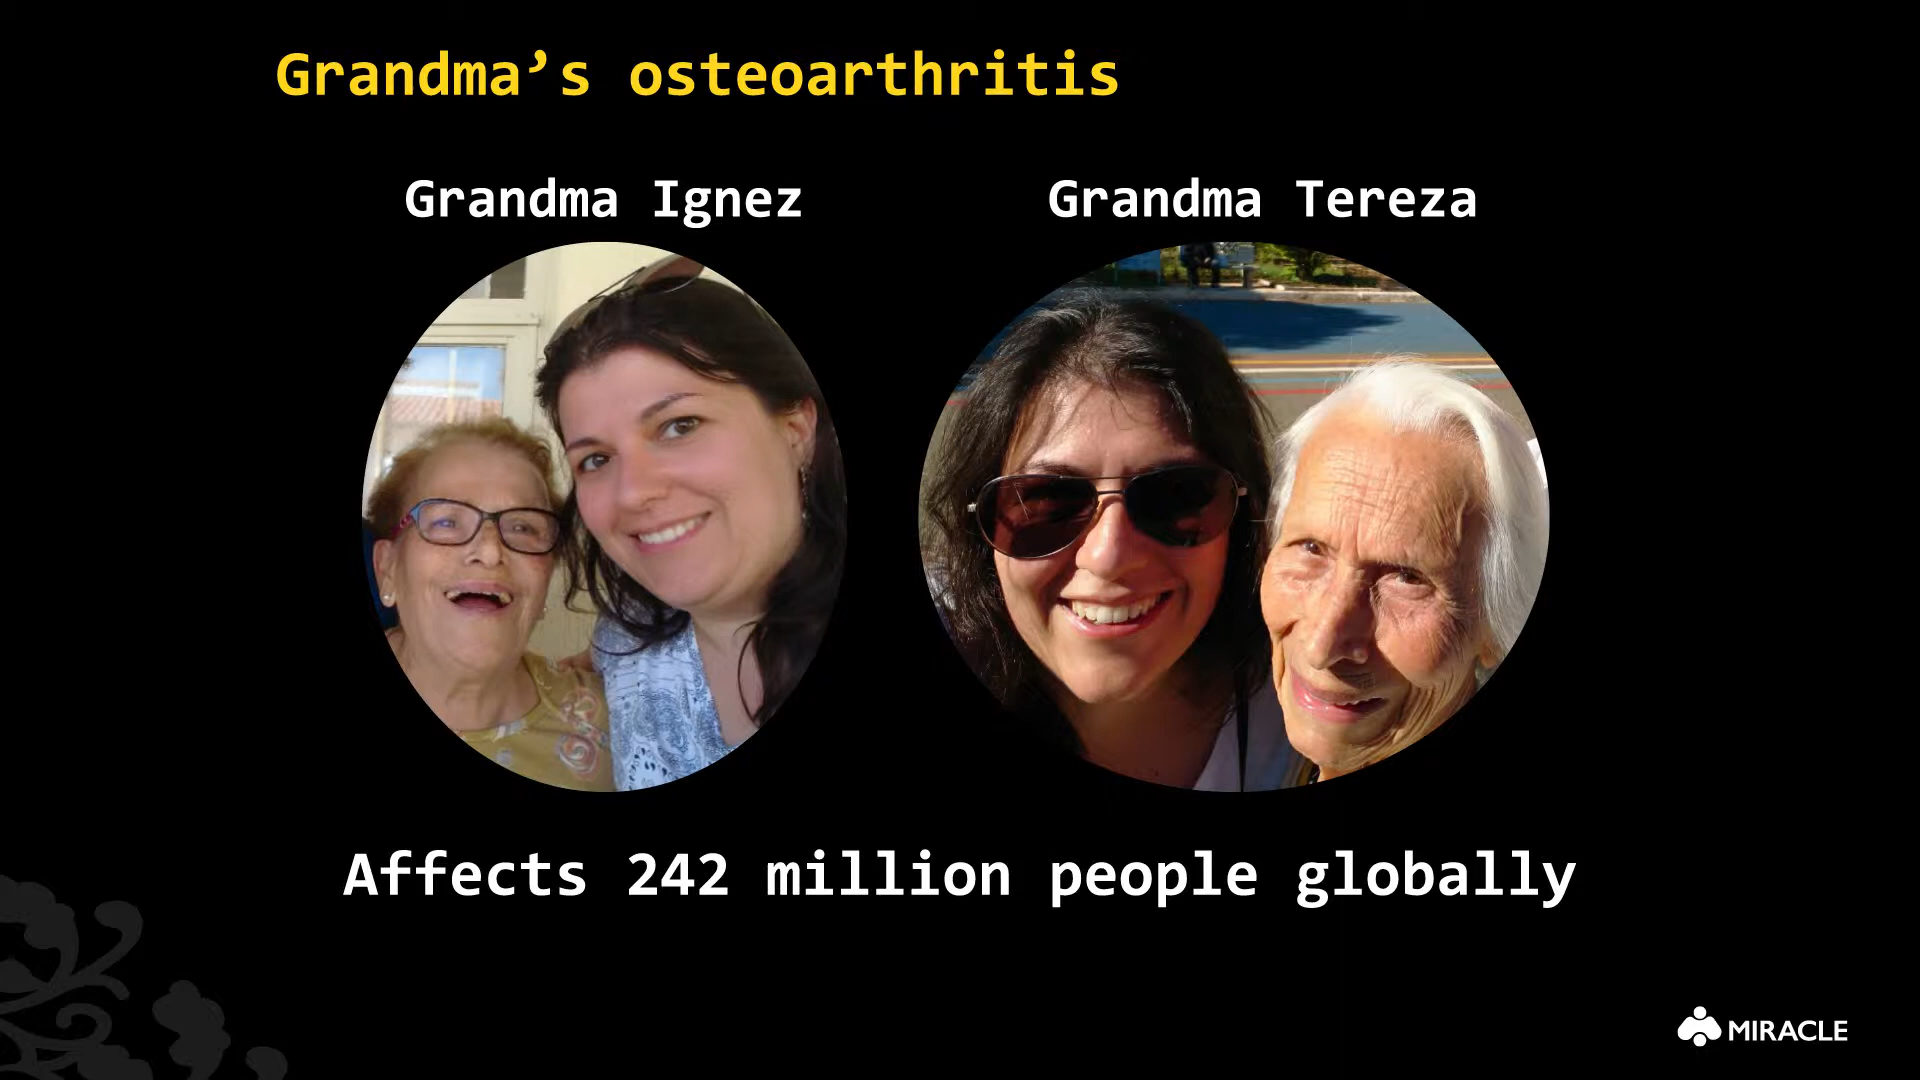 Grandma’s osteoarthritis
Grandma Ignez
Grandma Tereza
Affects 242 million people globally
MIRACLE